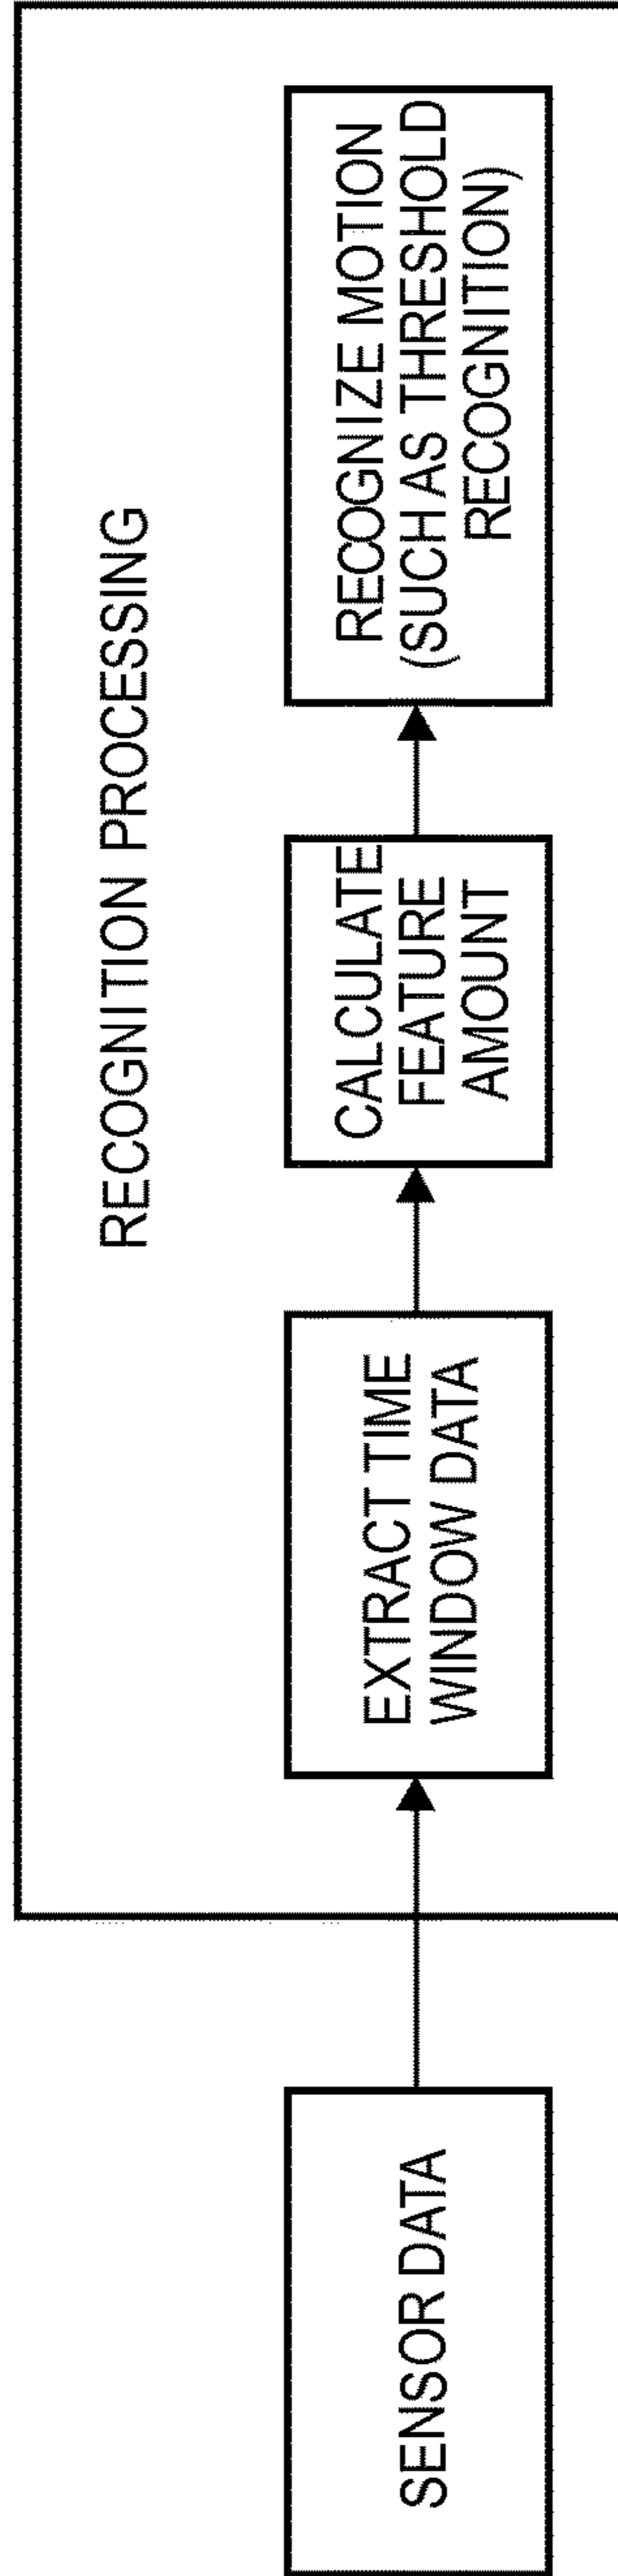 RECOGNITION PROCESSING
SENSOR DATA
EXTRACT TIME
WINDOW DATA
CALCULATE
FEATURE
AMOUNT
RECOGNIZE MOTION
(SUCH AS THRESHOLD
RECOGNITION)